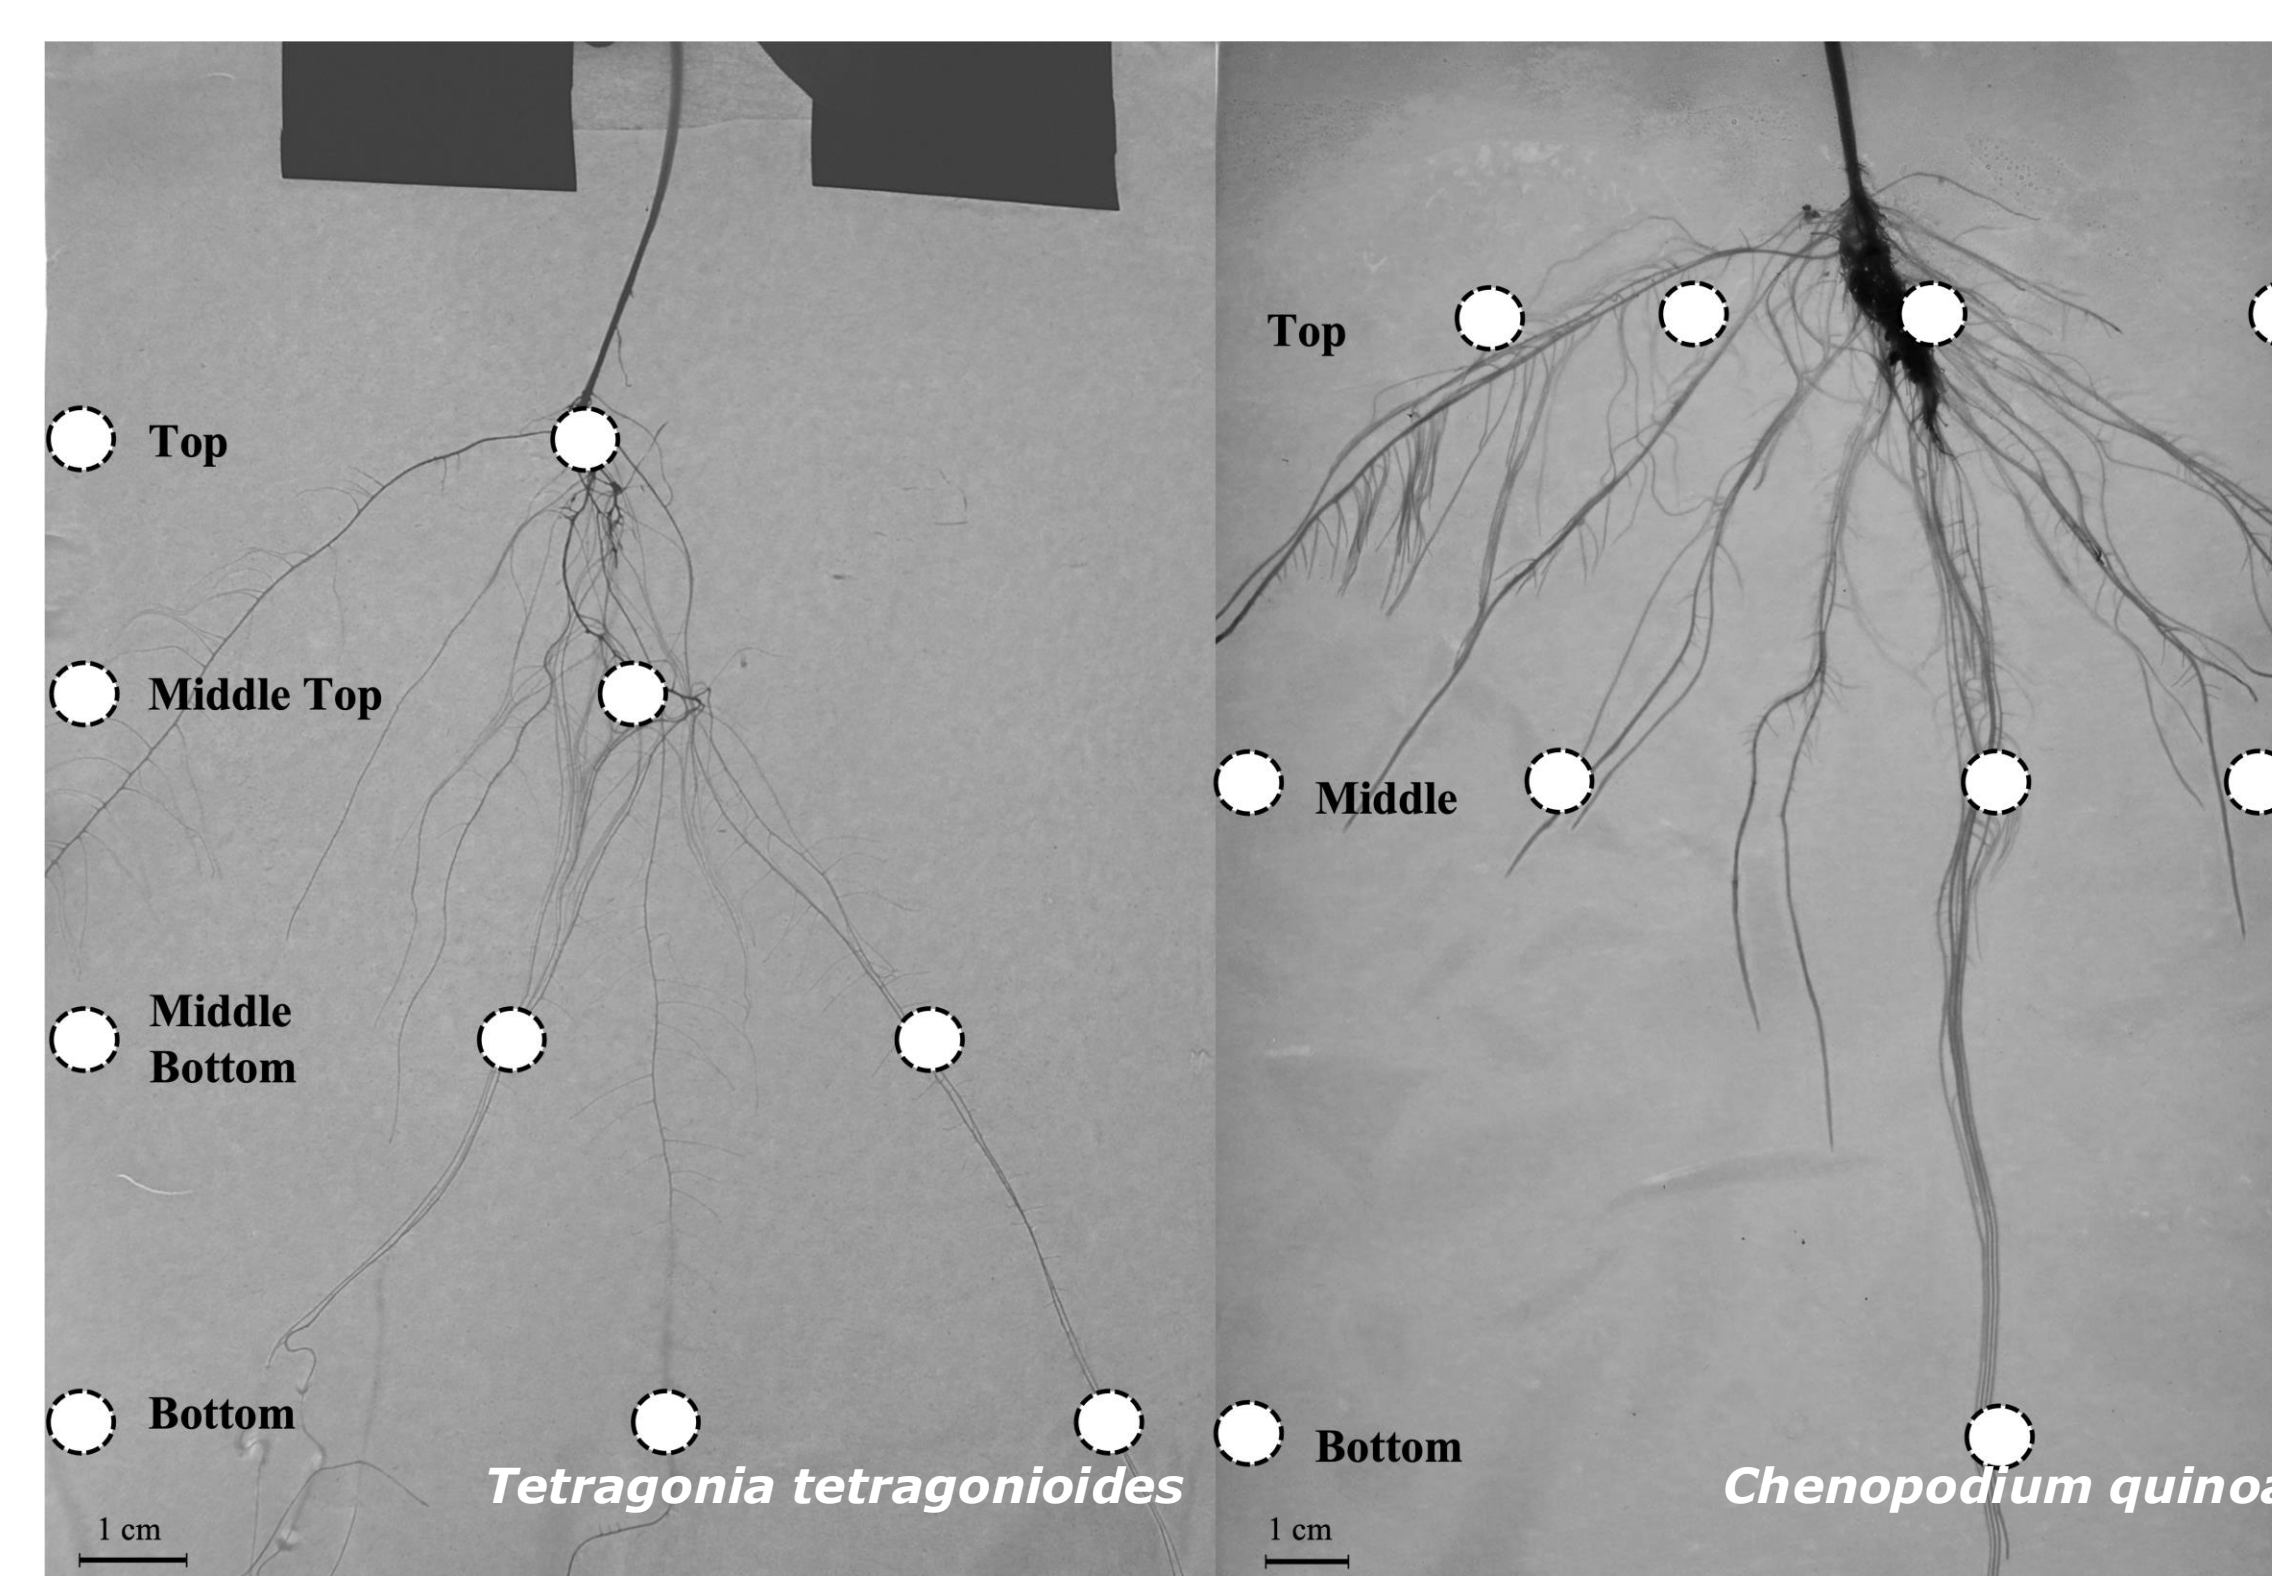 Top
Middle Top
Middle
Bottom
Bottom
Tetragonia tetragonioides
1 cm
Top
Middle
Bottom
Chenopodium quinoa
1 cm